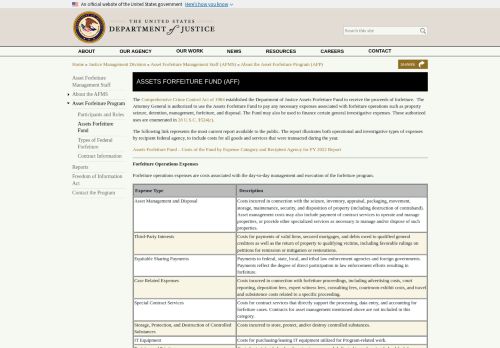 An official website of the United States government Here's how you know
THE UNITED STATES
DEPARTMENT of JUSTICE
Search this site
ABOUT OUR AGENCY OUR WORK NEWS RESOURCES CAREERS CONTACT
Home » Justice Management Division » Asset Forfeiture Management Staff (AFMS) » About the Asset Forfeiture Program (AFP)
SHARE
Asset Forfeiture
Management Staff
About the AFMS
Asset Forfeiture Program
Participants and Roles
Assets Forfeiture
Fund
Types of Federal
Forfeiture
Contact Information
Reports
Freedom of Information
Act
Contact the Program
ASSETS FORFEITURE FUND (AFF)
The Comprehensive Crime Control Act of 1984 established the Department of Justice Assets Forfeiture Fund to receive the proceeds of forfeiture. The
Attorney General is authorized to use the Assets Forfeiture Fund to pay any necessary expenses associated with forfeiture operations such as property
seizure, detention, management, forfeiture, and disposal. The Fund may also be used to finance certain general investigative expenses. These authorized
uses are enumerated in 28 U.S.C. §524(c).
The following link represents the most current report available to the public. The report illustrates both operational and investigative types of expenses
by recipient federal agency, to include costs for all goods and services that were transacted during the year.
Assets Forfeiture Fund - Costs of the Fund by Expense Category and Recipient Agency for FY 2022 Report
Forfeiture Operations Expenses
Forfeiture operations expenses are costs associated with the day-to-day management and execution of the forfeiture program.
Expense Type Description
Asset Management and Disposal
Costs incurred in connection with the seizure, inventory, appraisal, packaging, movement,
storage, maintenance, security, and disposition of property (including destruction of contraband).
Asset management costs may also include payment of contract services to operate and manage
properties, or provide other specialized services as necessary to manage and/or dispose of such
properties.
Third-Party Interests
Costs for payments of valid liens, secured mortgages, and debts owed to qualified general
creditors as well as the return of property to qualifying victims, including favorable rulings on
petitions for remission or mitigation or restorations.
Equitable Sharing Payments
Payments to federal, state, local, and tribal law enforcement agencies and foreign governments.
Payments reflect the degree of direct participation in law enforcement efforts resulting in
forfeiture.
Case Related Expenses
Costs incurred in connection with forfeiture proceedings, including advertising costs, court
reporting, deposition fees, expert witness fees, consulting fees, courtroom exhibit costs, and travel
and subsistence costs related to a specific proceeding.
Special Contract Services
Costs for contract services that directly support the processing, data entry, and accounting for
forfeiture cases. Contracts for asset management mentioned above are not included in this
category.
Storage, Protection, and Destruction of Controlled
Substances
Costs incurred to store, protect, and/or destroy controlled substances.
IT Equipment
Costs for purchasing/leasing IT equipment utilized for Program-related work.